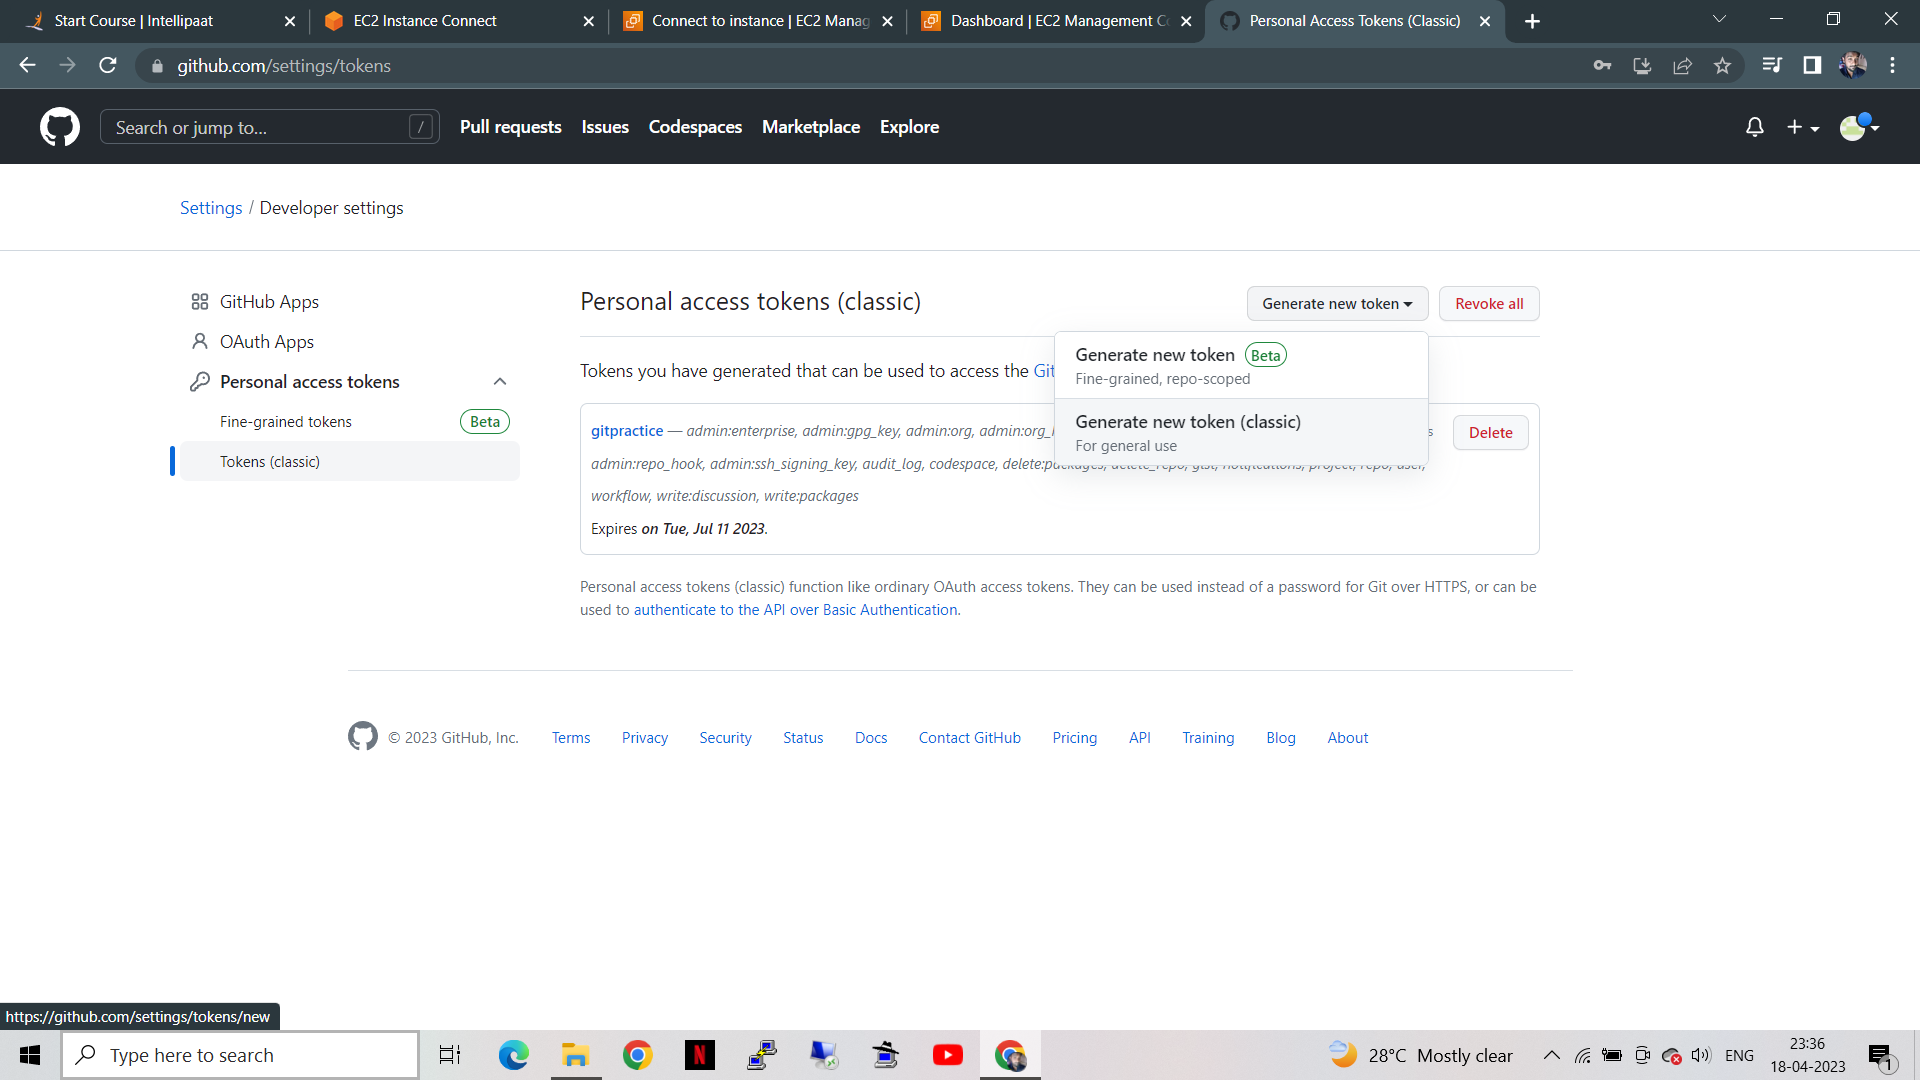 Start Course | Intellipaat
EC2 Instance Connect
Connect to instance | EC2 Manag
Dashboard | EC2 Management Co
Personal Access Tokens (Classic)
github.com/settings/tokens
Search or jump to...
/
Pull requests
Issues
Codespaces
Marketplace
Explore
Settings / Developer settings
GitHub Apps
OAuth Apps
Personal access tokens
Fine-grained tokens
Beta
Tokens (classic)
Personal access tokens (classic)
Generate new token
Revoke all
Generate new token Beta
Fine-grained, repo-scoped
Generate new token (classic)
For general use
Tokens you have generated that can be used to access the Git
gitpractice — admin:enterprise, admin:gpg_key, admin:org, admin:org_
s
Delete
admin:repo_hook, admin:ssh_signing_key, audit_log, codespace, delete:packages, delete_repo, gist, notifications, project, repo, user,
workflow, write:discussion, write:packages
Expires on Tue, Jul 11 2023.
Personal access tokens (classic) function like ordinary OAuth access tokens. They can be used instead of a password for Git over HTTPS, or can be
used to authenticate to the API over Basic Authentication.
© 2023 GitHub, Inc.
Terms
Privacy
Security
Status
Docs
Contact GitHub
Pricing
API
Training
Blog
About
https://github.com/settings/tokens/new
Type here to search
N
28°C Mostly clear
ENG
23:36
18-04-2023
1